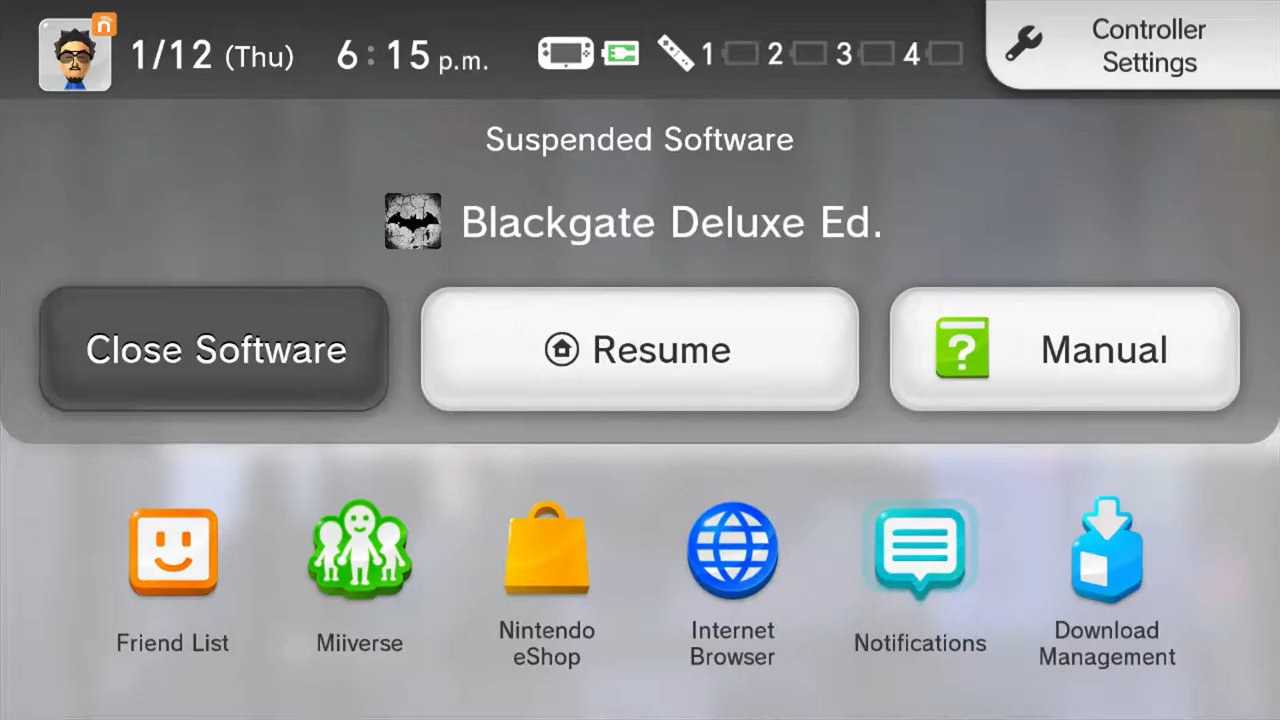 1/12 (Thu) 6:15 p.m. 1 2 3 4
Controller
Settings
Suspended Software
Blackgate Deluxe Ed.
Close Software
Resume
? Manual
Friend List
Miiverse
Nintendo
eShop
Internet
Browser
Notifications
Download
Management